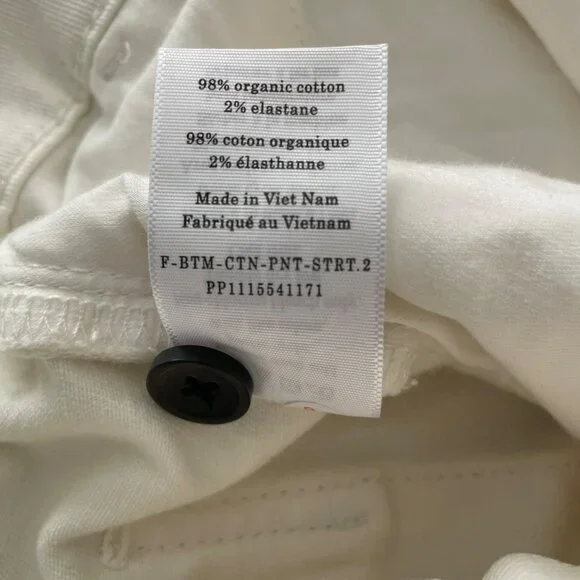 98% organic cotton
2% elastane
98% coton organique
2% élasthanne
Made in Viet Nam
Fabriqué au Vietnam
F-BTM-CTN-PNT-STRT.2
PP1115541171